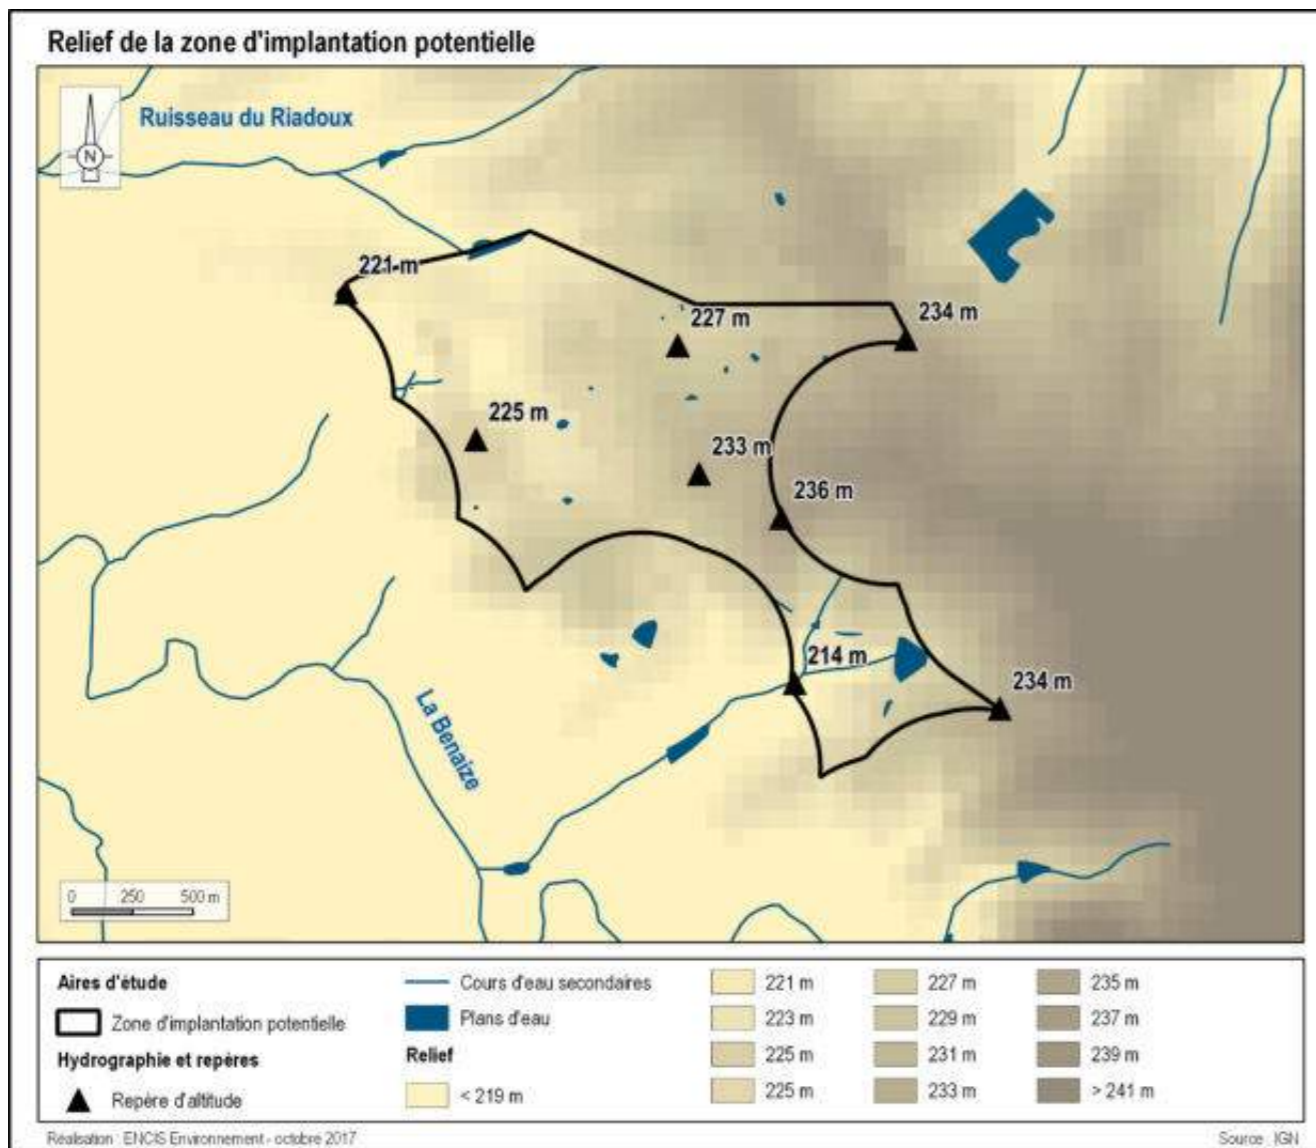 Relief de la zone d'implantation potentielle
N
Ruisseau du Riadoux
221 m
227 m
234 m
225 m
233 m
236 m
214 m
234 m
La Benaize
0 250 500 m
Aires d'étude
Zone d'implantation potentielle
Hydrographie et repères
Repère d'altitude
Cours d'eau secondaires
Plans d'eau
Relief
< 219 m
221 m
223 m
225 m
225 m
227 m
229 m
231 m
233 m
235 m
237 m
239 m
> 241 m
Réalisation : ENCIS Environnement - octobre 2017
Source : IGN